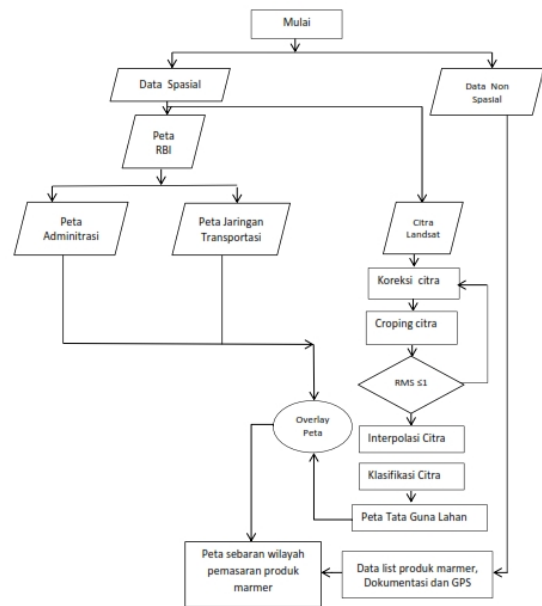 Mulai
Data Spasial
Data Non
Spasial
Peta
RBI
Peta
Adminitrasi
Peta Jaringan
Transportasi
Citra
Landsat
Koreksi citra
Croping citra
RMS ≤1
Overlay
Peta
Interpolasi Citra
Klasifikasi Citra
Peta Tata Guna Lahan
Peta sebaran wilayah
pemasaran produk
marmer
Data list produk marmer,
Dokumentasi dan GPS